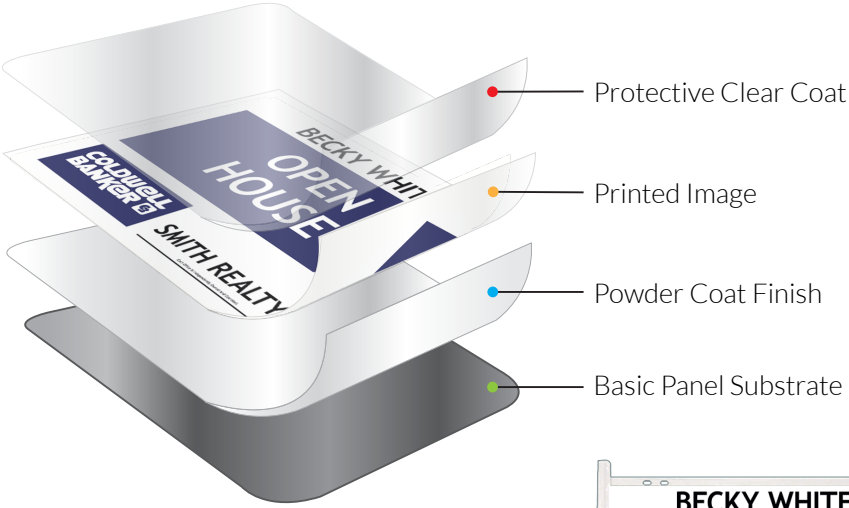 Protective Clear Coat
BECKY WHIT
OPEN
HOUSE
COLDWELL
BANKER
SMITH REALTY
Printed Image
Powder Coat Finish
Basic Panel Substrate
BECKY WHITE